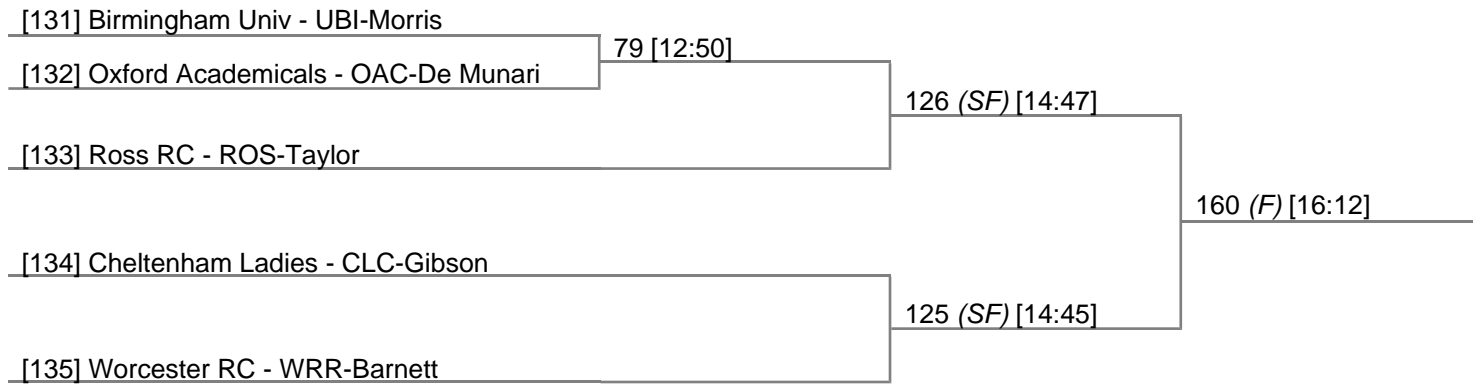 [131] Birmingham Univ - UBI-Morris
79 [12:50]
[132] Oxford Academicals - OAC-De Munari
126 (SF) [14:47]
[133] Ross RC - ROS-Taylor
160 (F) [16:12]
[134] Cheltenham Ladies - CLC-Gibson
125 (SF) [14:45]
[135] Worcester RC - WRR-Barnett